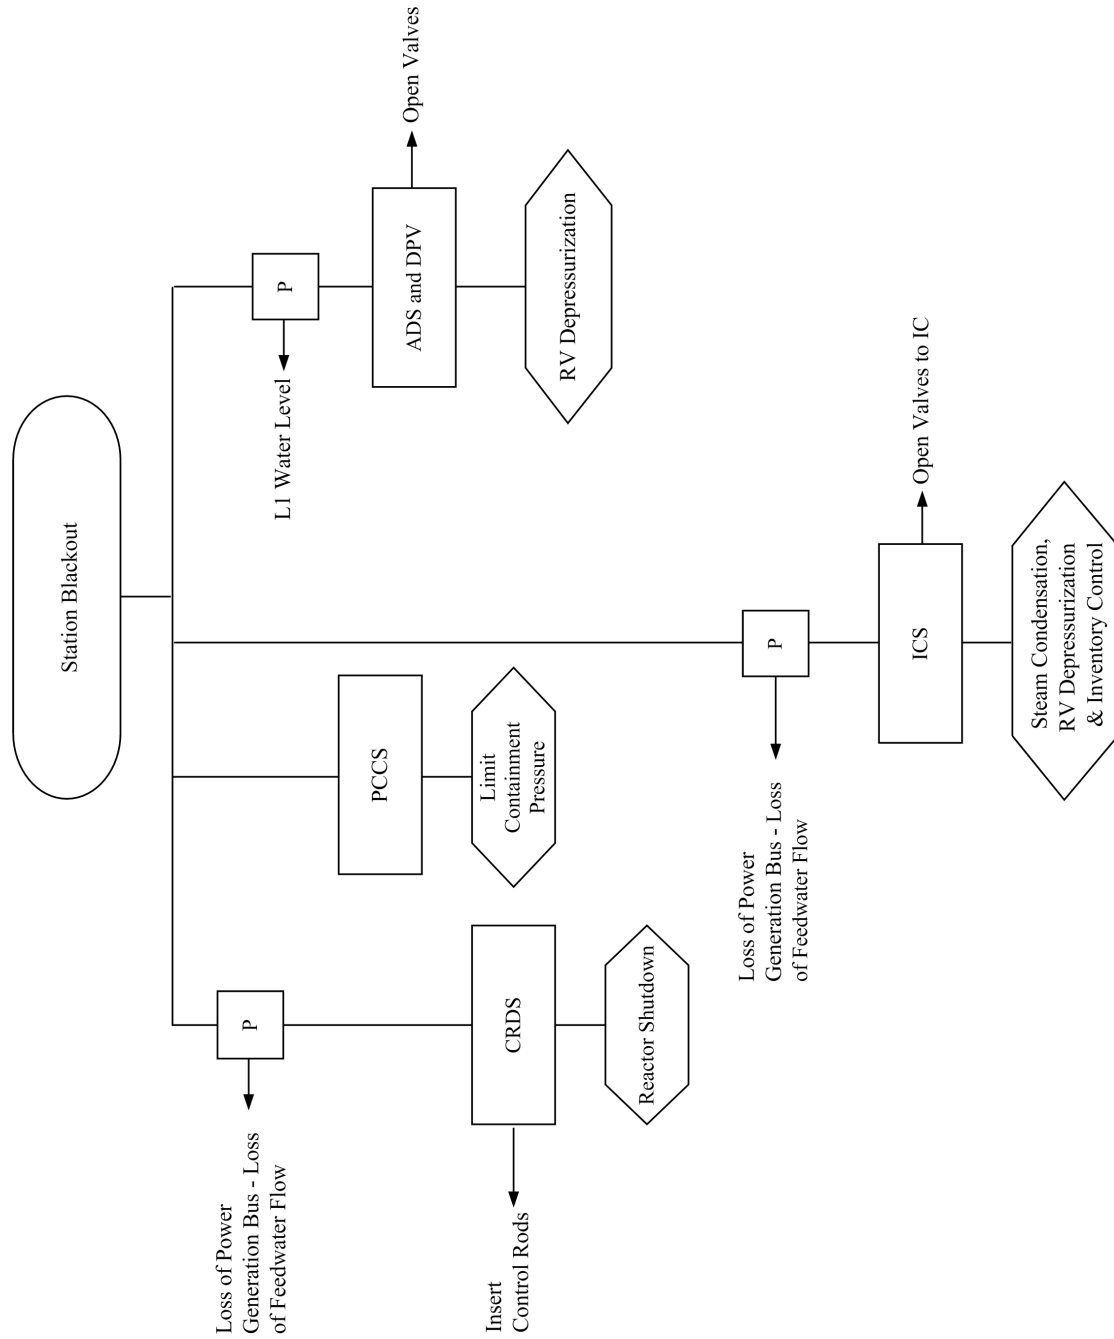 Station Blackout
Loss of Power
Generation Bus - Loss
of Feedwater Flow
P
Insert
Control Rods
CRDS
Reactor Shutdown
PCCS
Limit
Containment
Pressure
Loss of Power
Generation Bus - Loss
of Feedwater Flow
P
ICS
Open Valves to IC
Steam Condensation,
RV Depressurization
& Inventory Control
L1 Water Level
P
ADS and DPV
Open Valves
RV Depressurization